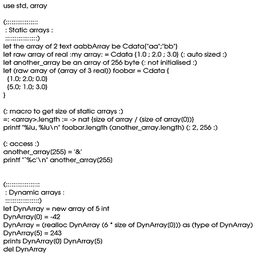 use std, array

(:::::::::::::::::
: Static arrays :
:::::::::::::::::)
let the array of 2 text aabbArray be Cdata{"aa";"bb"}
let raw array of real :my array: = Cdata {1.0 ; 2.0 ; 3.0} (: auto sized :)
let another_array be an array of 256 byte (: not initialised :)
let (raw array of (array of 3 real)) foobar = Cdata {
{1.0; 2.0; 0.0}
{5.0; 1.0; 3.0}
}

(: macro to get size of static arrays :)
=: <array>.length := -> nat {size of array / (size of array(0))}
printf "%lu, %lu\n" foobar.length (another_array.length) (: 2, 256 :)

(: access :)
another_array(255) = '&'
printf "`%c'\n" another_array(255)

(:::::::::::::::::
: Dynamic arrays :
:::::::::::::::::)
let DynArray = new array of 5 int
DynArray(0) = -42
DynArray = (realloc DynArray (6 * size of DynArray(0))) as (type of DynArray)
DynArray(5) = 243
prints DynArray(0) DynArray(5)
del DynArray